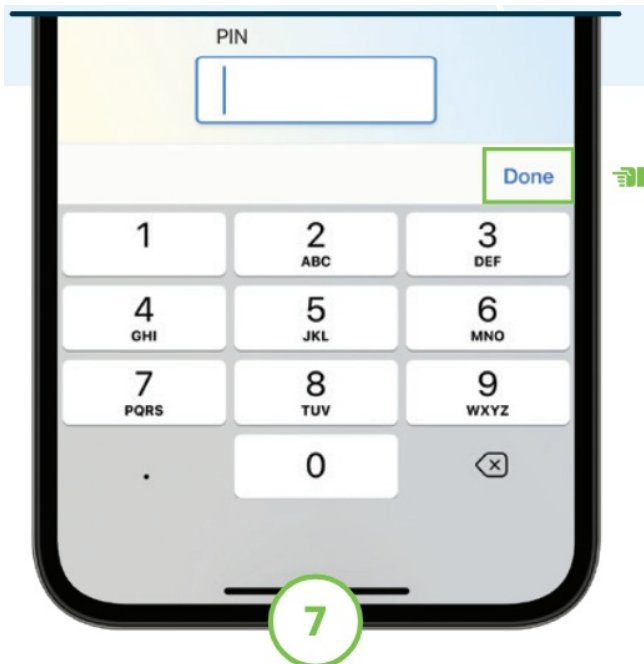 PIN
Done
1 2 3
ABC DEF
4 5 6
GHI JKL MNO
7 8 9
PQRS TUV WXYZ
. 0
7